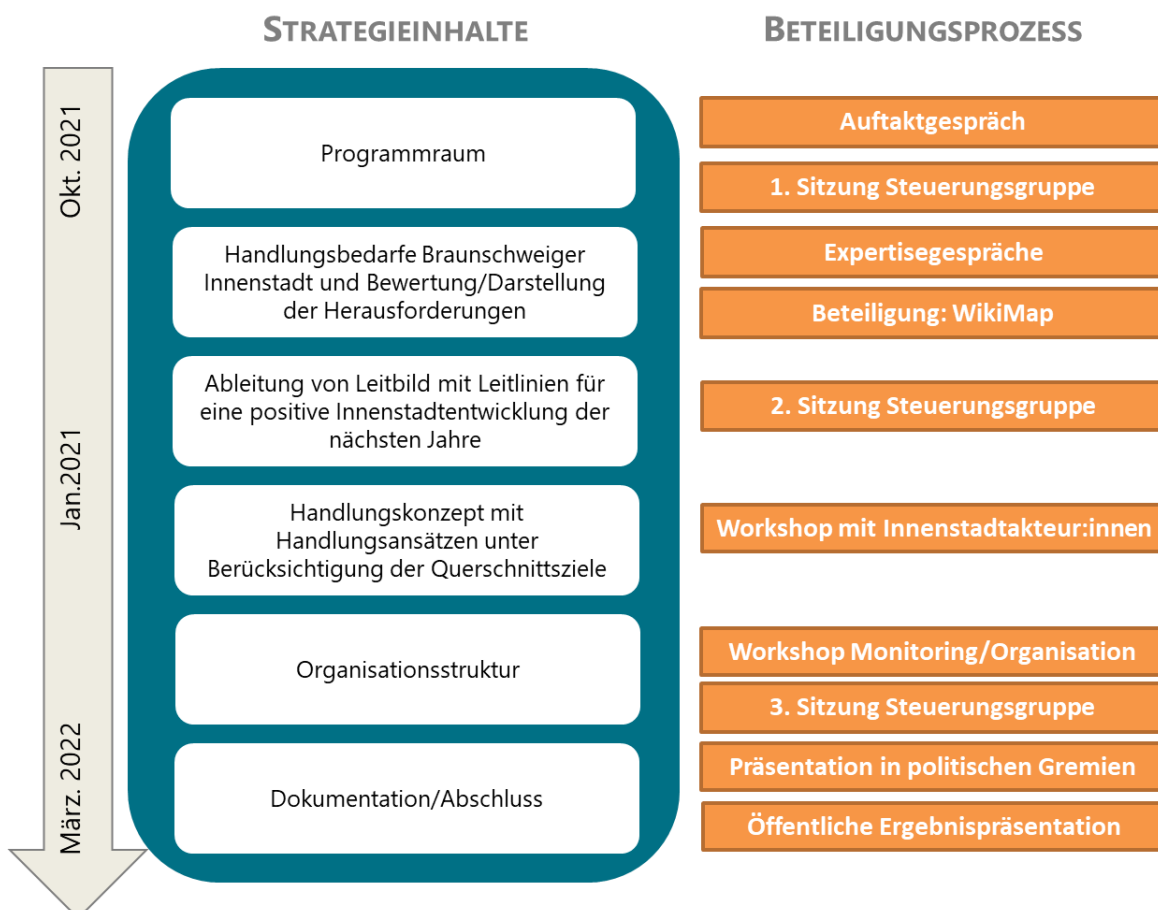 STRATEGIEINHALTE
BETEILIGUNGSPROZESS
Okt. 2021
Jan.2021
März. 2022
Programmraum
Handlungsbedarfe Braunschweiger
Innenstadt und Bewertung/Darstellung
der Herausforderungen
Ableitung von Leitbild mit Leitlinien für
eine positive Innenstadtentwicklung der
nächsten Jahre
Handlungskonzept mit
Handlungsansätzen unter
Berücksichtigung der Querschnittsziele
Organisationsstruktur
Dokumentation/Abschluss
Auftaktgespräch
1. Sitzung Steuerungsgruppe
Expertisegespräche
Beteiligung: WikiMap
2. Sitzung Steuerungsgruppe
Workshop mit Innenstadtakteur:innen
Workshop Monitoring/Organisation
3. Sitzung Steuerungsgruppe
Präsentation in politischen Gremien
Öffentliche Ergebnispräsentation